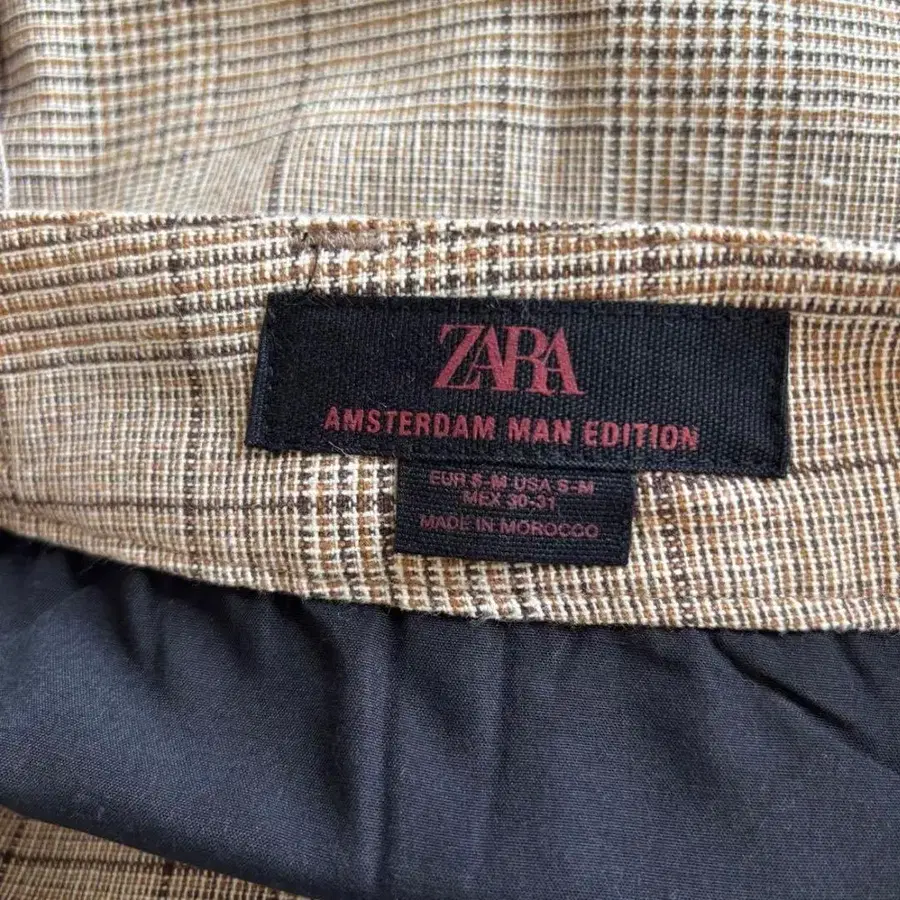 ZARA
AMSTERDAM MAN EDITION
EUR S-M USA S-M
MEX 30-31
MADE IN MOROCCO